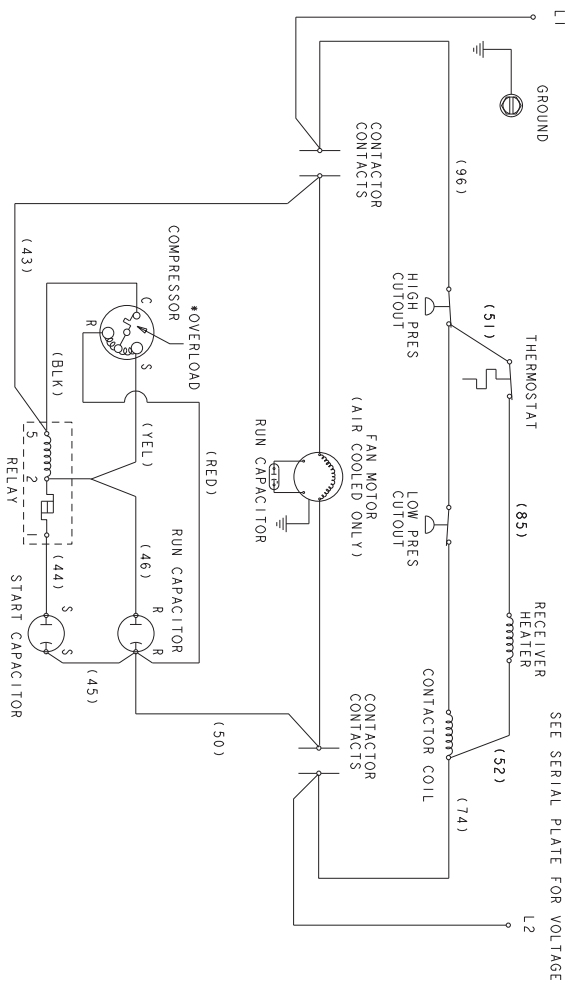 SEE SERIAL PLATE FOR VOLTAGE
L1
L2
GROUND
THERMOSTAT
RECEIVER
HEATER
(51)
(85)
(52)
(96)
HIGH PRES
CUTOUT
LOW PRES
CUTOUT
CONTACTOR COIL
(74)
CONTACTOR
CONTACTS
FAN MOTOR
(AIR COOLED ONLY)
RUN CAPACITOR
CONTACTOR
CONTACTS
COMPRESSOR
*OVERLOAD
C
R
S
(43)
(BLK)
(YEL)
(RED)
(50)
RUN CAPACITOR
R
R
(46)
5
2
1
RELAY
(44)
S
S
(45)
START CAPACITOR